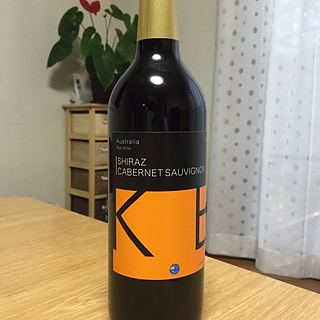 Australia
Red Wine
SHIRAZ
CABERNET SAUVIGNON
K E